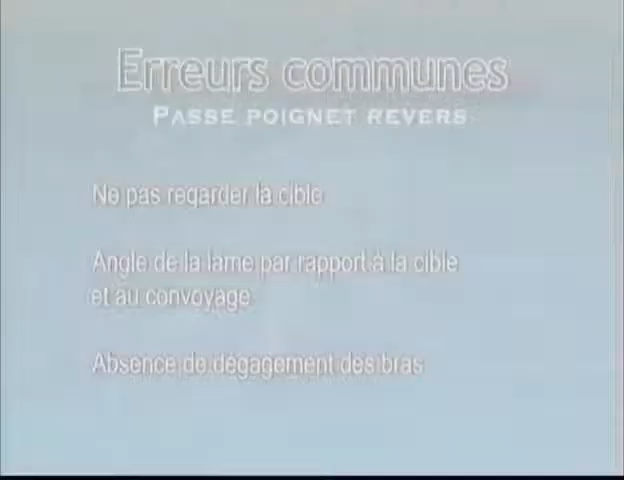 Erreurs communes
PASSE POIGNET REVERS
Ne pas regarder la cible
Angle de la lame par rapport à la cible
et au convoyage
Absence de dégagement des bras